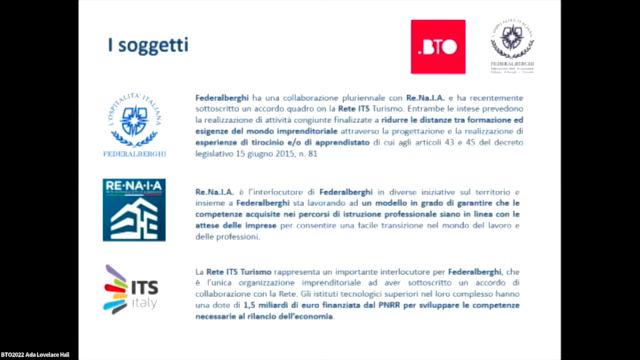 I soggetti
.BTO
L'OSPITALITA' ITALIANA
FEDERALBERGHI
Federalberghi ha una collaborazione pluriennale con Re.Na.I.A. e ha recentemente
sottoscritto un accordo quadro on la Rete ITS Turismo. Entrambe le intese prevedono
la realizzazione di attività congiunte finalizzate a ridurre le distanze tra formazione ed
esigenze del mondo imprenditoriale attraverso la progettazione e la realizzazione di
esperienze di tirocinio e/o di apprendistato di cui agli articoli 43 e 45 del decreto
legislativo 15 giugno 2015, n. 81
L'OSPITALITA' ITALIANA
FEDERALBERGHI
Re.Na.I.A. è l'interlocutore di Federalberghi in diverse iniziative sul territorio e
insieme a Federalberghi sta lavorando ad un modello in grado di garantire che le
competenze acquisite nei percorsi di istruzione professionale siano in linea con le
attese delle imprese per consentire una facile transizione nel mondo del lavoro e
delle professioni.
RE·NA·I·A
La Rete ITS Turismo rappresenta un importante interlocutore per Federalberghi, che
è l'unica organizzazione imprenditoriale ad aver sottoscritto un accordo di
collaborazione con la Rete. Gli istituti tecnologici superiori nel loro complesso hanno
una dote di 1,5 miliardi di euro finanziata dal PNRR per sviluppare le competenze
necessarie al rilancio dell'economia.
ITS
italy
BTO2022 Ada Lovelace Hall